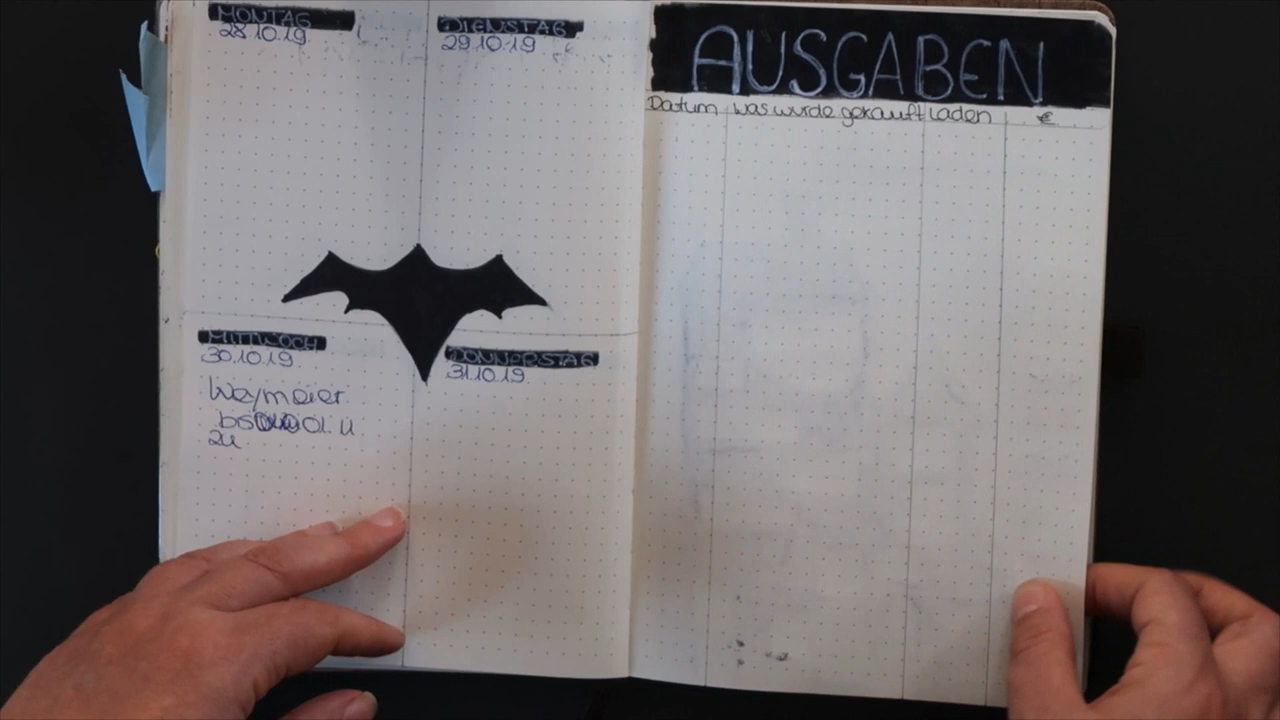 MONTAG
28.10.19
DIENSTAG
29.10.19
MITTWOCH
30.10.19
Weymeier
zu
DONNERSTAG
31.10.19
AUSGABEN
Datum was wurde gekauft Laden €